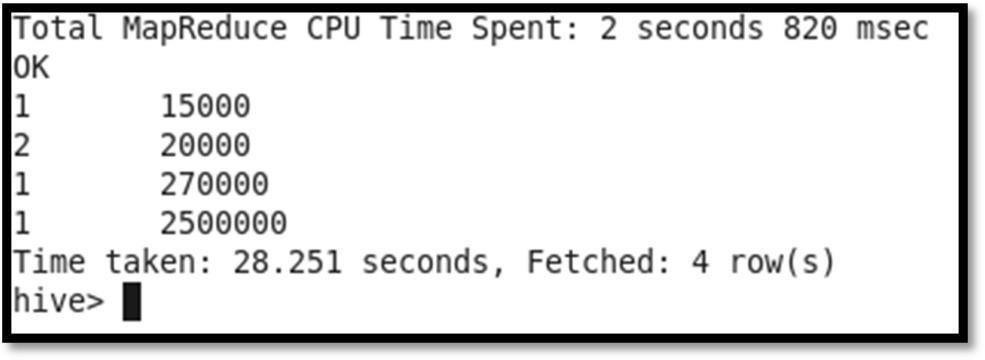 Total MapReduce CPU Time Spent: 2 seconds 820 msec
OK
1       15000
2       20000
1       270000
1       2500000
Time taken: 28.251 seconds, Fetched: 4 row(s)
hive>